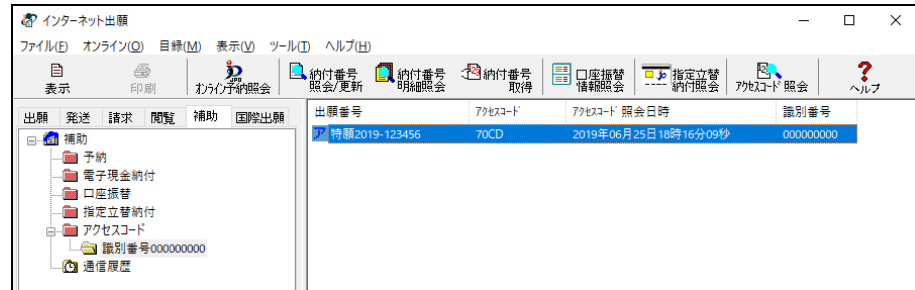 インターネット出願
ファイル(F) オンライン(O) 目録(M) 表示(V) ツール(T) ヘルプ(H)
表示
印刷
JPO
オンライン予納照会
納付番号
照会/更新
納付番号
明細照会
納付番号
取得
口座振替
情報照会
指定立替
納付照会
アクセスコード照会
ヘルプ
出願 発送 請求 閲覧 補助 国際出願
補助
予納
電子現金納付
口座振替
指定立替納付
アクセスコード
識別番号000000000
通信履歴
出願番号 アクセスコード アクセスコード照会日時 識別番号
ア 特願2019-123456 70CD 2019年06月25日18時16分09秒 000000000